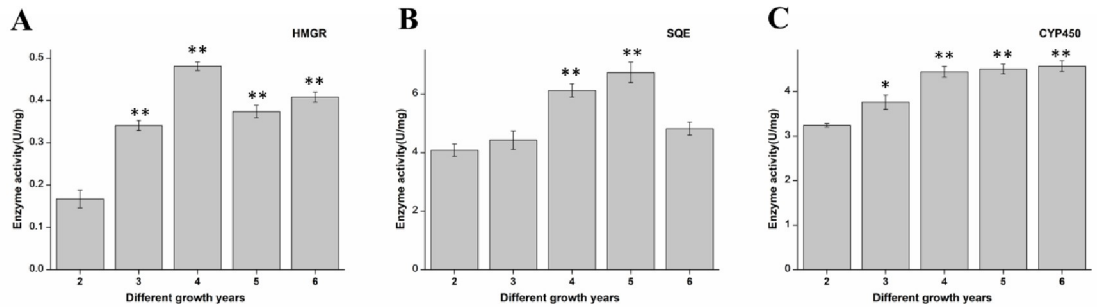 A
HMGR
Enzyme activity(U/mg)
0.5
0.4
0.3
0.2
0.1
0.0
**
**
**
**
2 3 4 5 6
Different growth years
B
SQE
Enzyme activity(U/mg)
6
4
2
0
**
**
2 3 4 5 6
Different growth years
C
CYP450
Enzyme activity(U/mg)
4
3
1
0
*
**
**
**
2 3 4 5 6
Different growth years